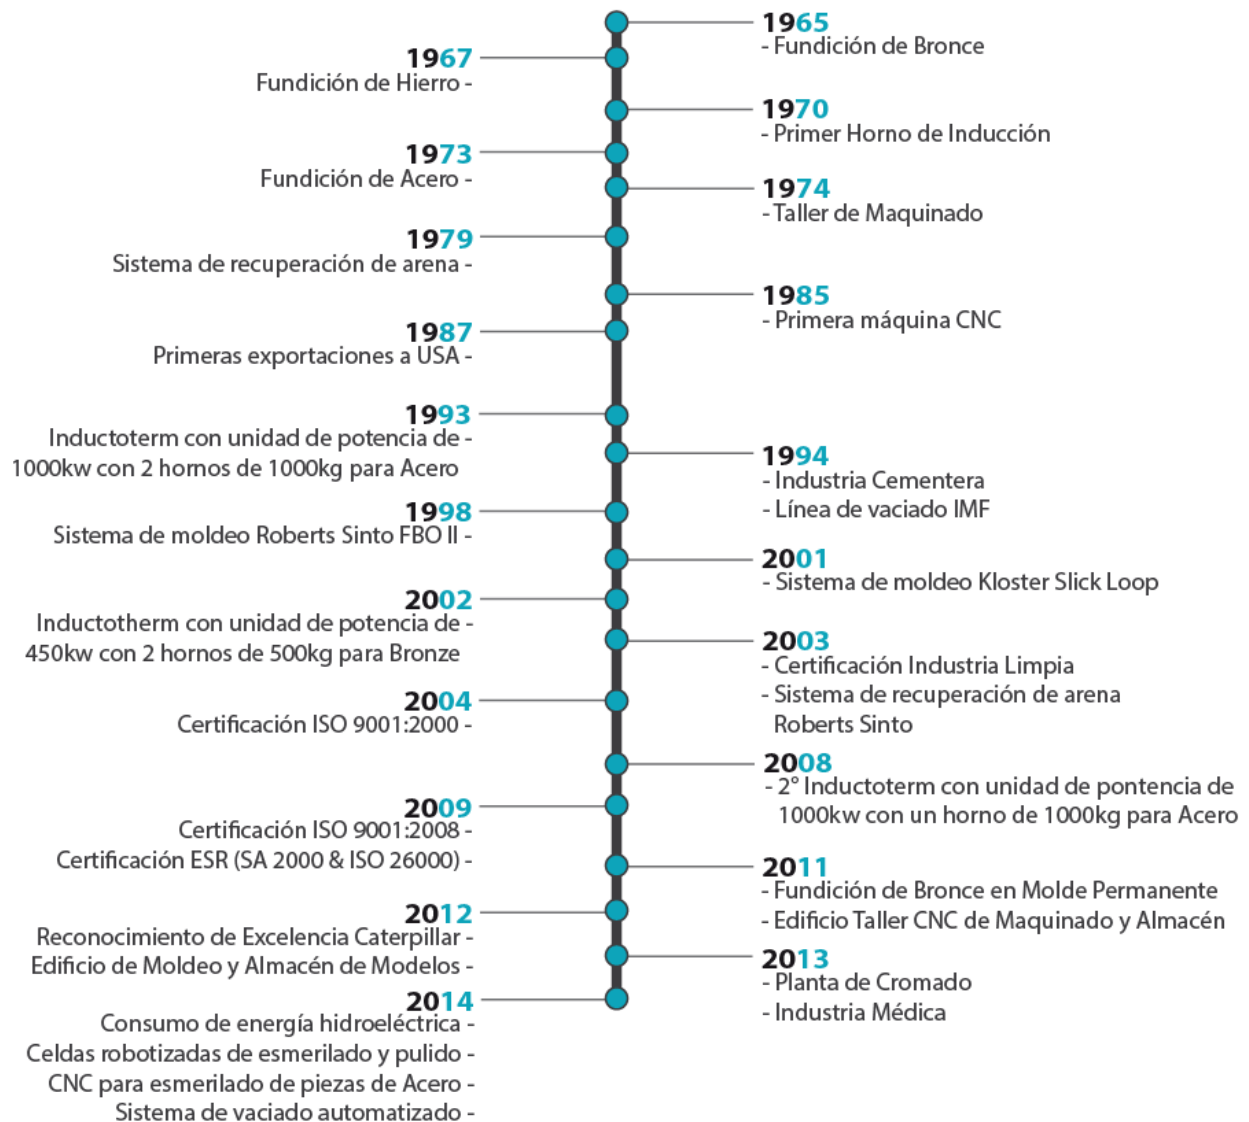 1965
- Fundición de Bronce
1967
Fundición de Hierro -
1970
- Primer Horno de Inducción
1973
Fundición de Acero -
1974
- Taller de Maquinado
1979
Sistema de recuperación de arena -
1985
- Primera máquina CNC
1987
Primeras exportaciones a USA -
1993
Inductoterm con unidad de potencia de -
1000kw con 2 hornos de 1000kg para Acero
1994
- Industria Cementera
- Línea de vaciado IMF
1998
Sistema de moldeo Roberts Sinto FBO II -
2001
- Sistema de moldeo Kloster Slick Loop
2002
Inductotherm con unidad de potencia de -
450kw con 2 hornos de 500kg para Bronze
2003
- Certificación Industria Limpia
- Sistema de recuperación de arena
Roberts Sinto
2004
Certificación ISO 9001:2000 -
2008
- 2° Inductoterm con unidad de pontencia de
1000kw con un horno de 1000kg para Acero
2009
Certificación ISO 9001:2008 -
Certificación ESR (SA 2000 & ISO 26000) -
2011
- Fundición de Bronce en Molde Permanente
- Edificio Taller CNC de Maquinado y Almacén
2012
Reconocimiento de Excelencia Caterpillar -
Edificio de Moldeo y Almacén de Modelos -
2013
- Planta de Cromado
- Industria Médica
2014
Consumo de energía hidroeléctrica -
Celdas robotizadas de esmerilado y pulido -
CNC para esmerilado de piezas de Acero -
Sistema de vaciado automatizado -